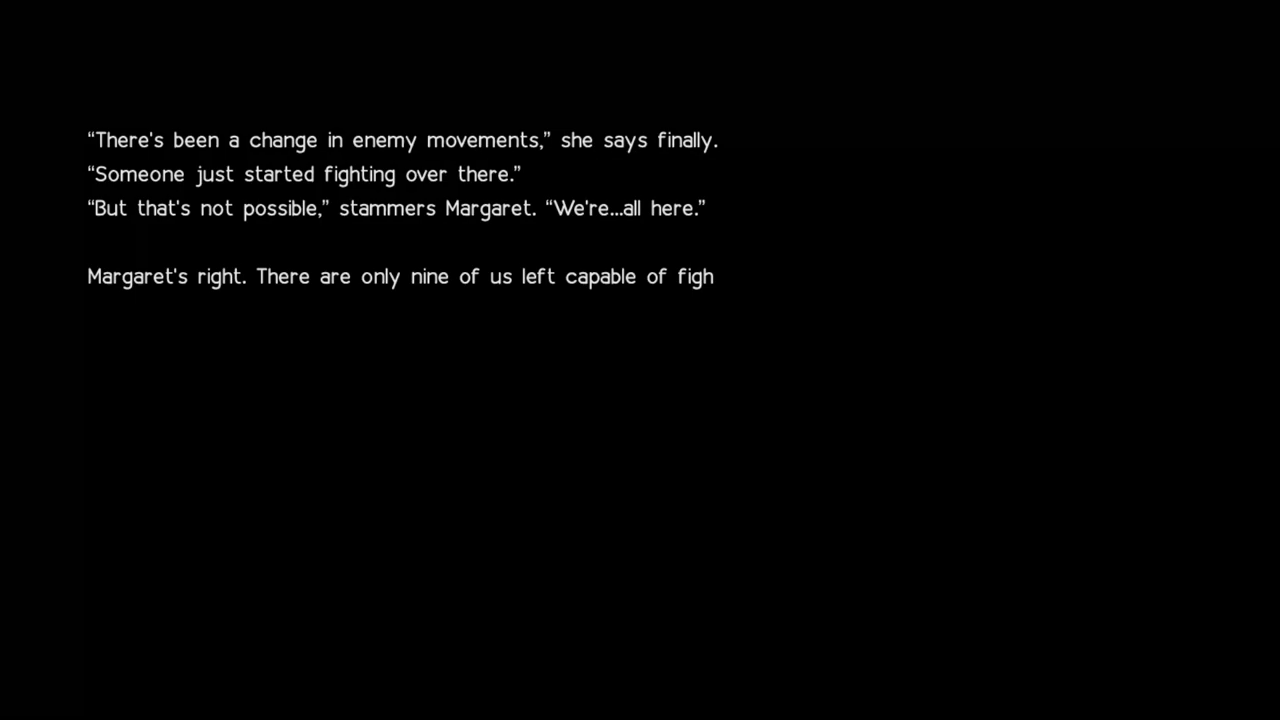 “There's been a change in enemy movements,” she says finally.
“Someone just started fighting over there.”
“But that's not possible,” stammers Margaret. “We're...all here.”
Margaret's right. There are only nine of us left capable of figh